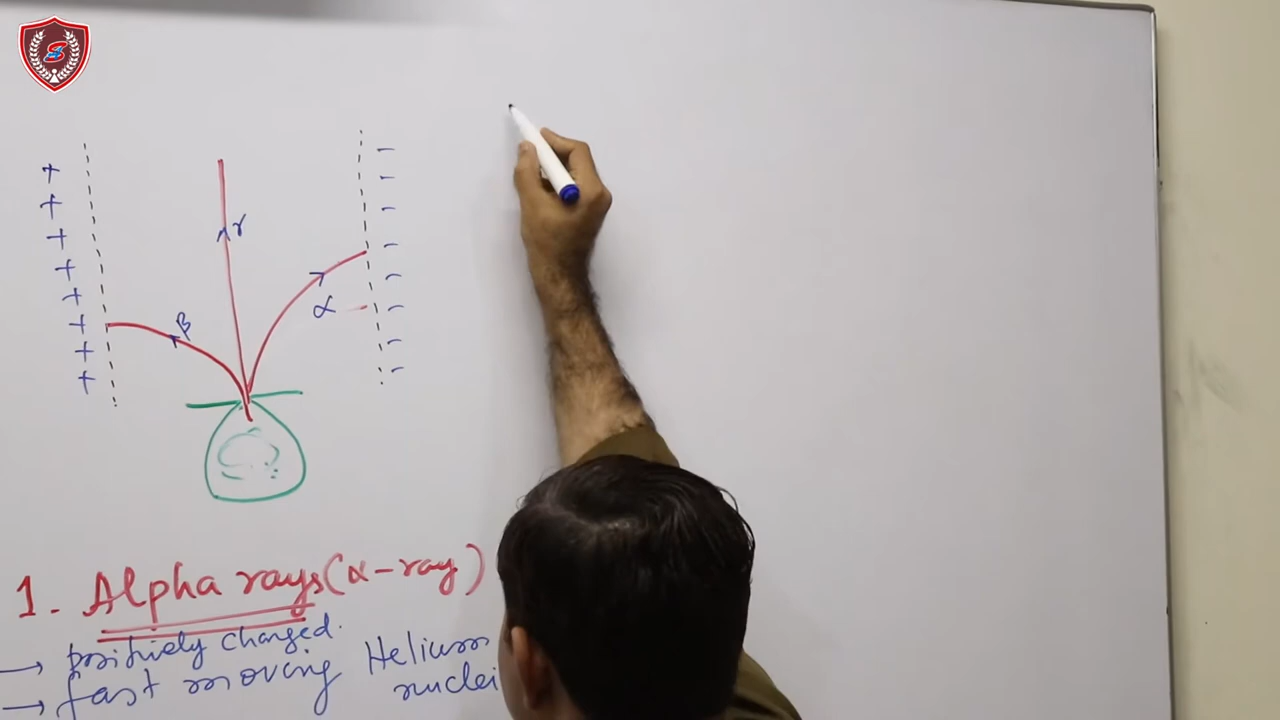 + -
+ -
+ γ -
+ -
+ -
+ β α -
+ -
+ -
1. Alpha rays (α-ray)
→ positively charged.
→ fast moving Helium
nuclei